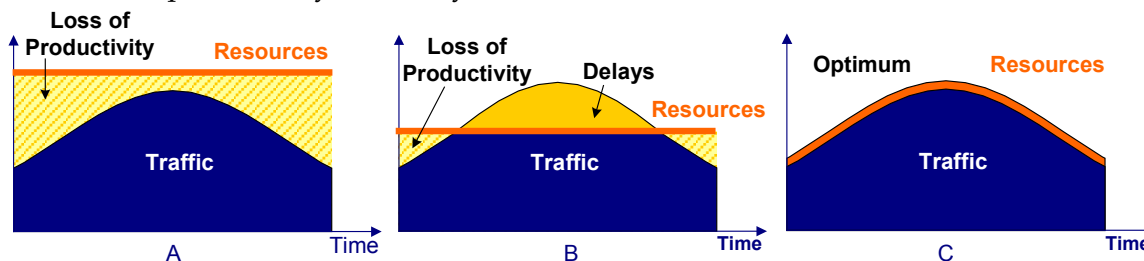 Loss of
Productivity
Resources
Traffic
Time
A
Loss of
Productivity
Delays
Resources
Traffic
Time
B
Optimum
Resources
Traffic
Time
C